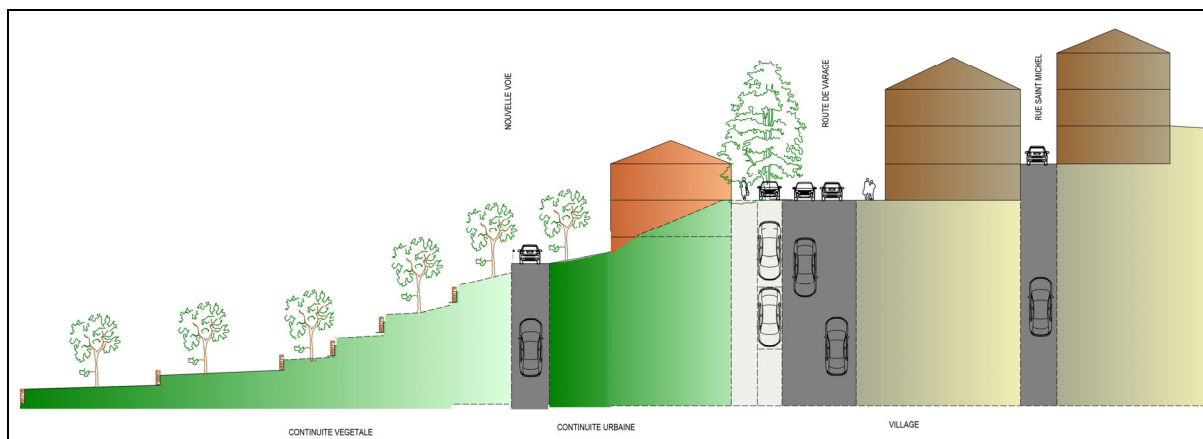 NOUVELLE VOIE
ROUTE DE VARAGE
RUE SAINT MICHEL
CONTINUITE VEGETALE
CONTINUITE URBAINE
VILLAGE